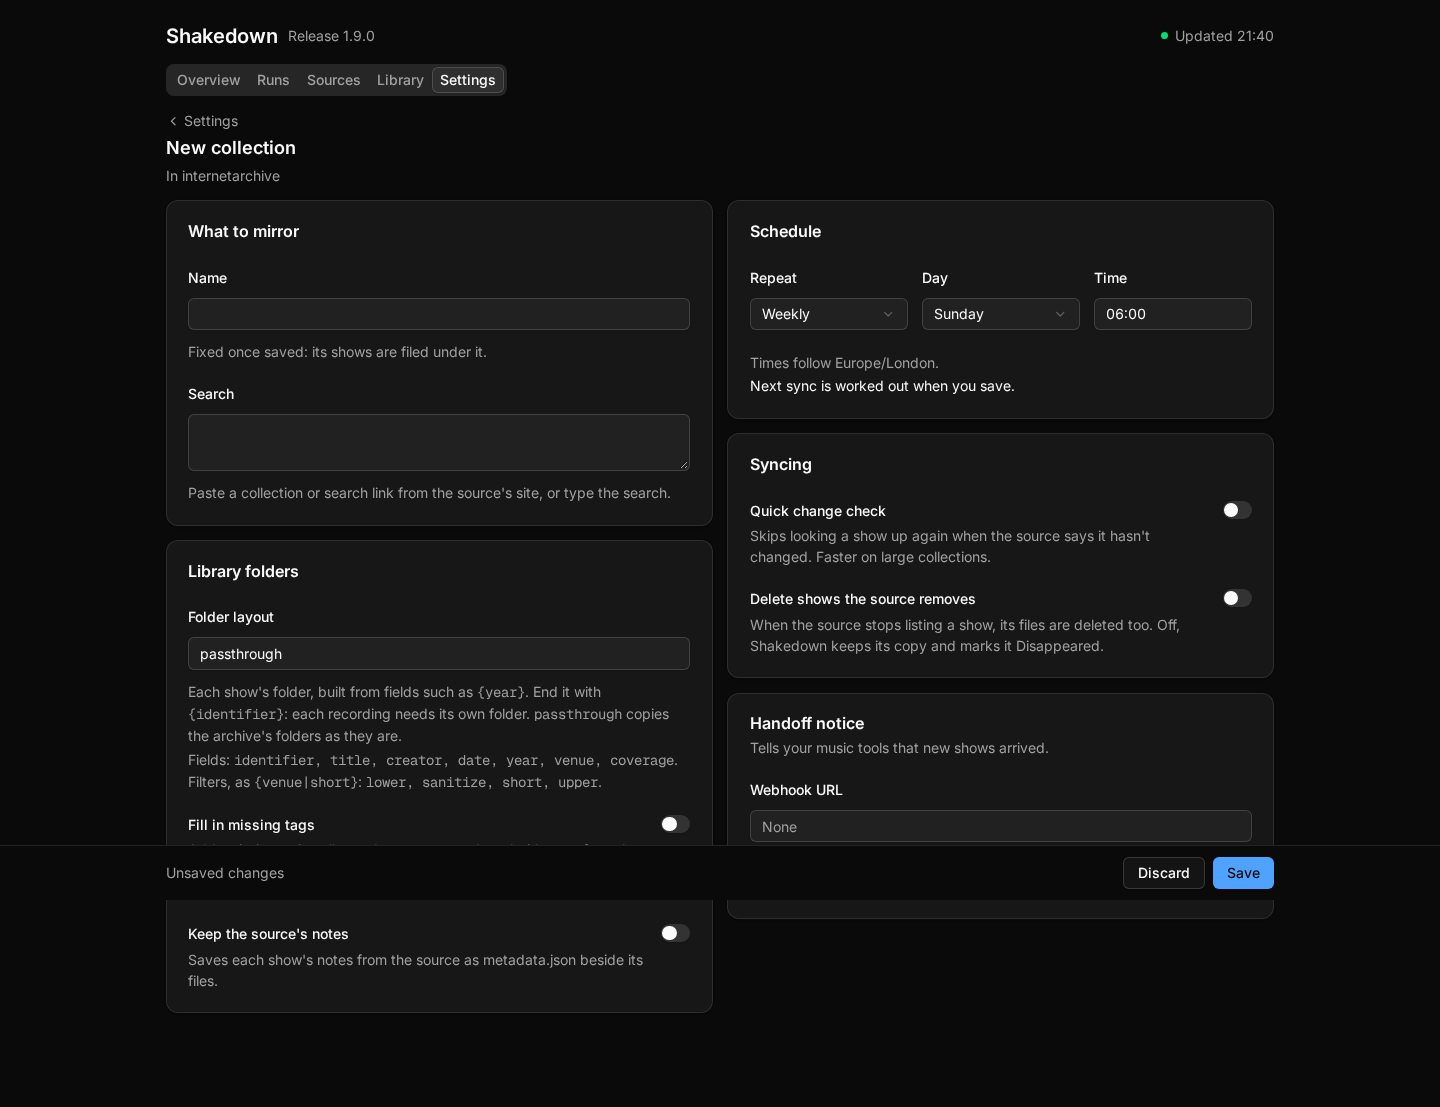 Shakedown Release 1.9.0
Updated 21:40
Overview Runs Sources Library Settings
Settings
New collection
In internetarchive
What to mirror
Name
Fixed once saved: its shows are filed under it.
Search
Paste a collection or search link from the source's site, or type the search.
Library folders
Folder layout
passthrough
Each show's folder, built from fields such as {year}. End it with
{identifier}: each recording needs its own folder. passthrough copies
the archive's folders as they are.
Fields: identifier, title, creator, date, year, venue, coverage.
Filters, as {venue|short}: lower, sanitize, short, upper.
Fill in missing tags
Keep the source's notes
Saves each show's notes from the source as metadata.json beside its
files.
Schedule
Repeat Day Time
Weekly Sunday 06:00
Times follow Europe/London.
Next sync is worked out when you save.
Syncing
Quick change check
Skips looking a show up again when the source says it hasn't
changed. Faster on large collections.
Delete shows the source removes
When the source stops listing a show, its files are deleted too. Off,
Shakedown keeps its copy and marks it Disappeared.
Handoff notice
Tells your music tools that new shows arrived.
Webhook URL
None
Unsaved changes
Discard Save